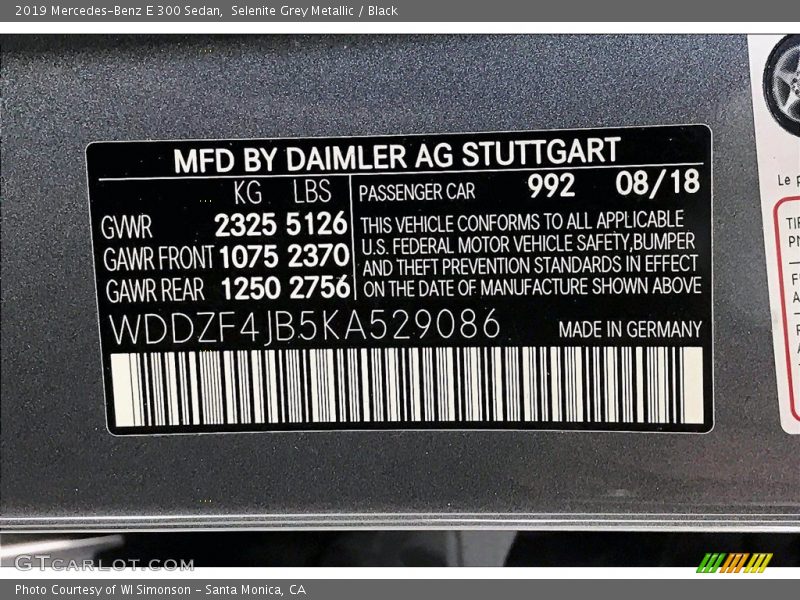 2019 Mercedes-Benz E 300 Sedan, Selenite Grey Metallic / Black
MFD BY DAIMLER AG STUTTGART
KG LBS
GVWR 2325 5126
GAWR FRONT 1075 2370
GAWR REAR 1250 2756
PASSENGER CAR 992 08/18
THIS VEHICLE CONFORMS TO ALL APPLICABLE
U.S. FEDERAL MOTOR VEHICLE SAFETY,BUMPER
AND THEFT PREVENTION STANDARDS IN EFFECT
ON THE DATE OF MANUFACTURE SHOWN ABOVE
WDDZF4JB5KA529086
MADE IN GERMANY
Le
GTCARLOT.COM
Photo Courtesy of WI Simonson - Santa Monica, CA